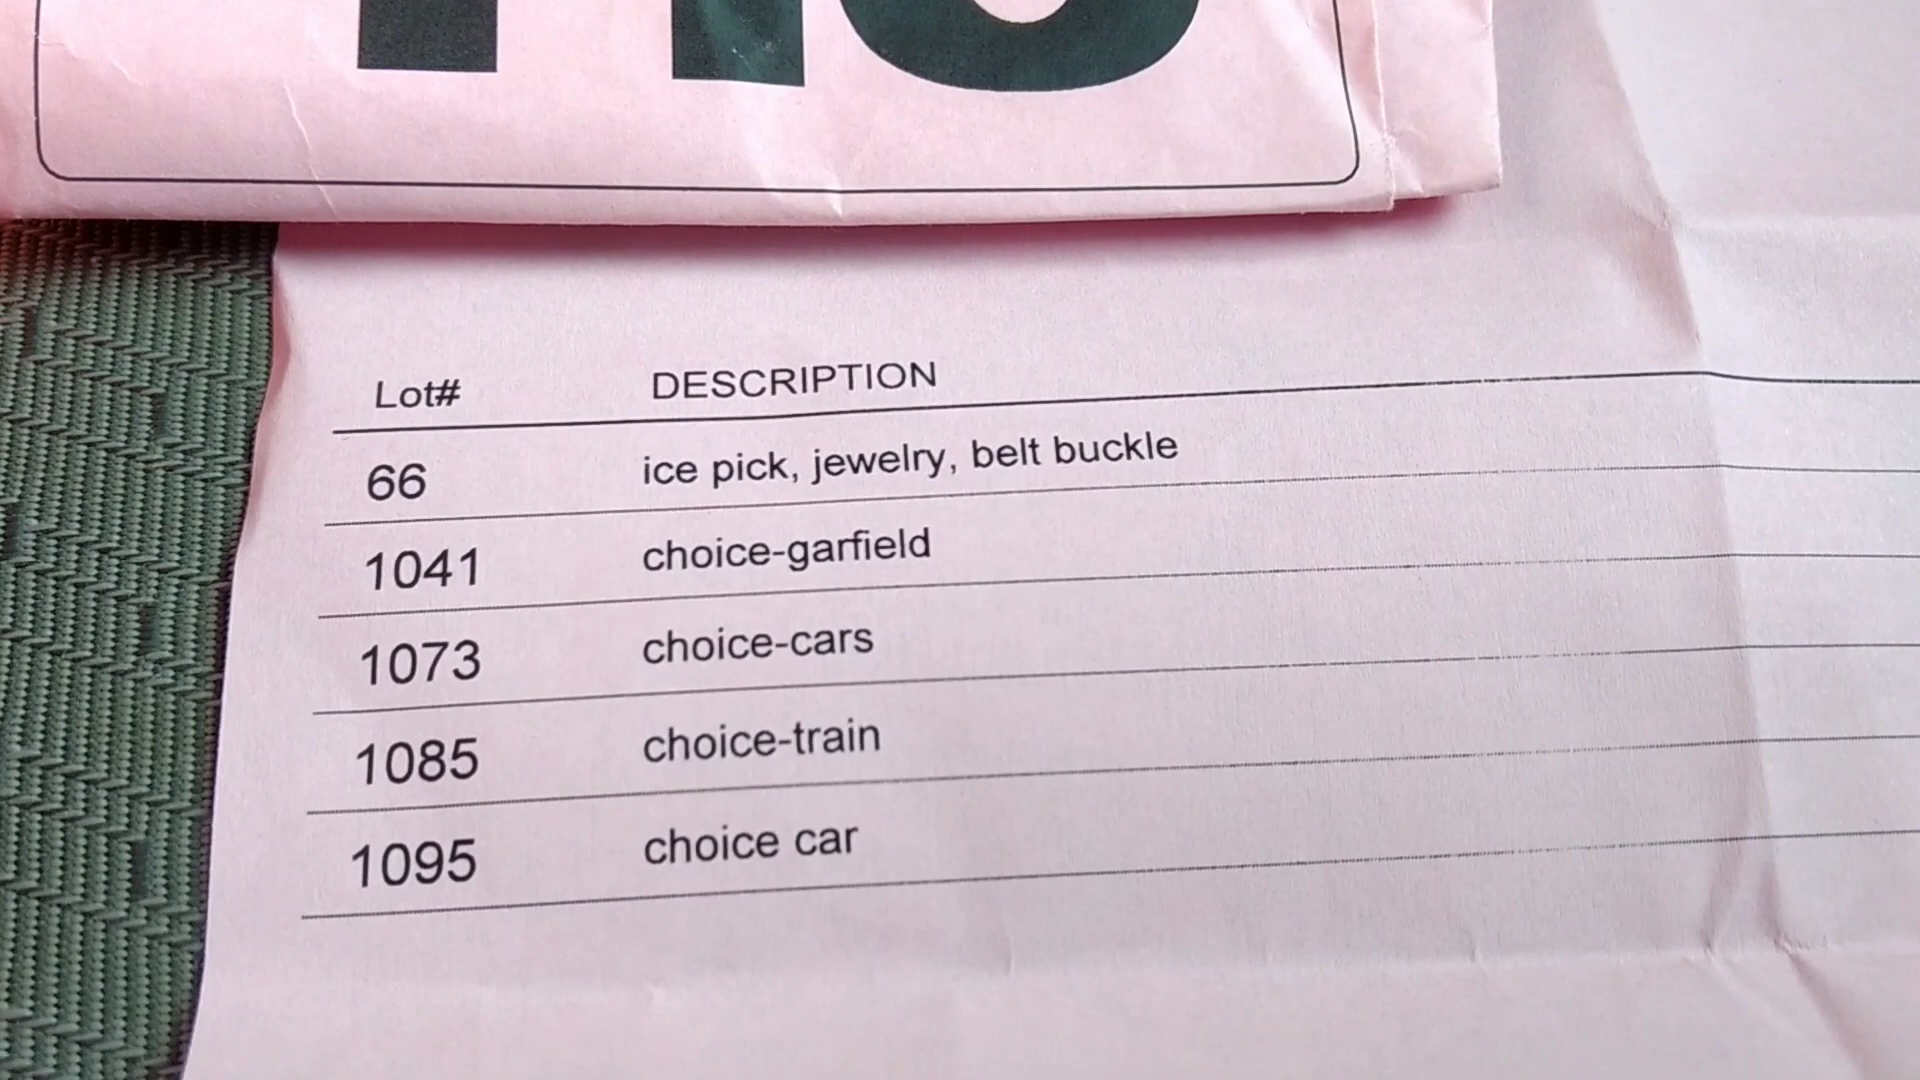 Lot# DESCRIPTION
66 ice pick, jewelry, belt buckle
1041 choice-garfield
1073 choice-cars
1085 choice-train
1095 choice car